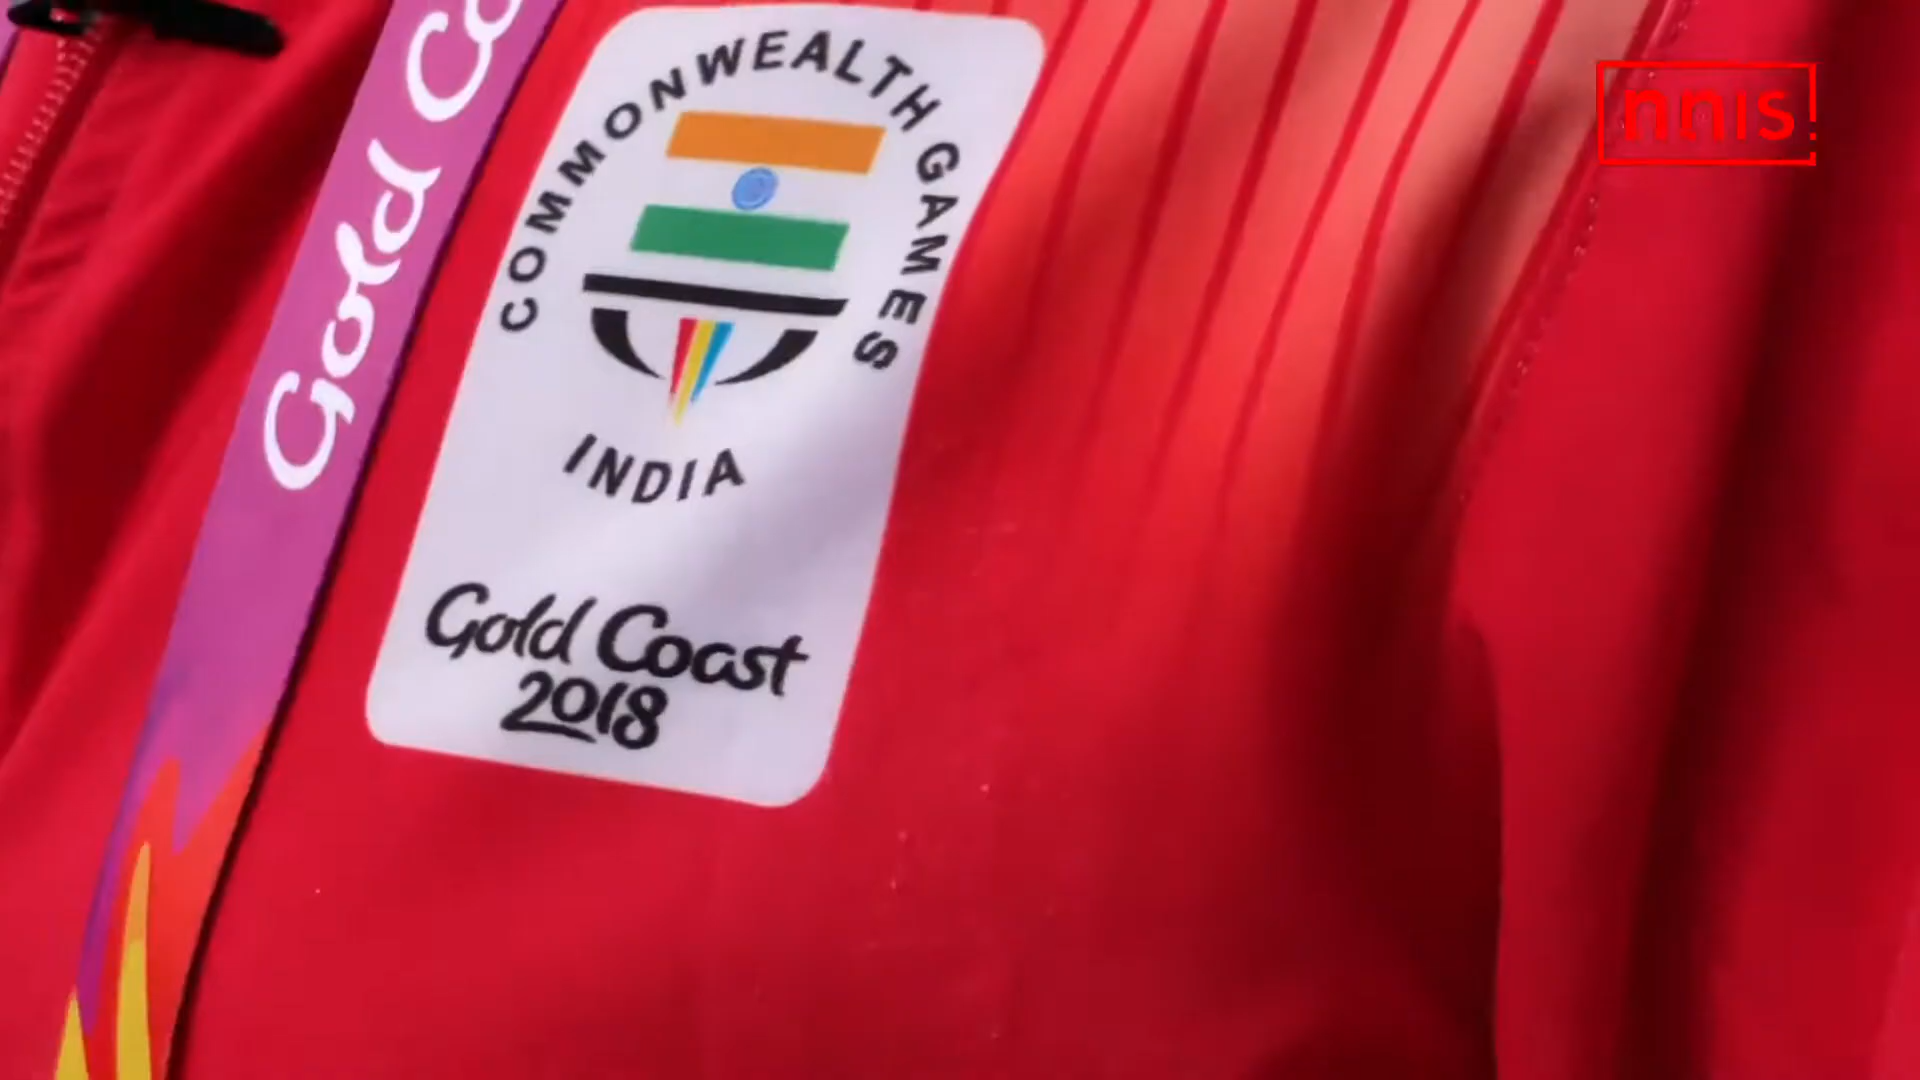 Gold Co
COMMONWEALTH GAMES
INDIA
Gold Coast
2018
nnis